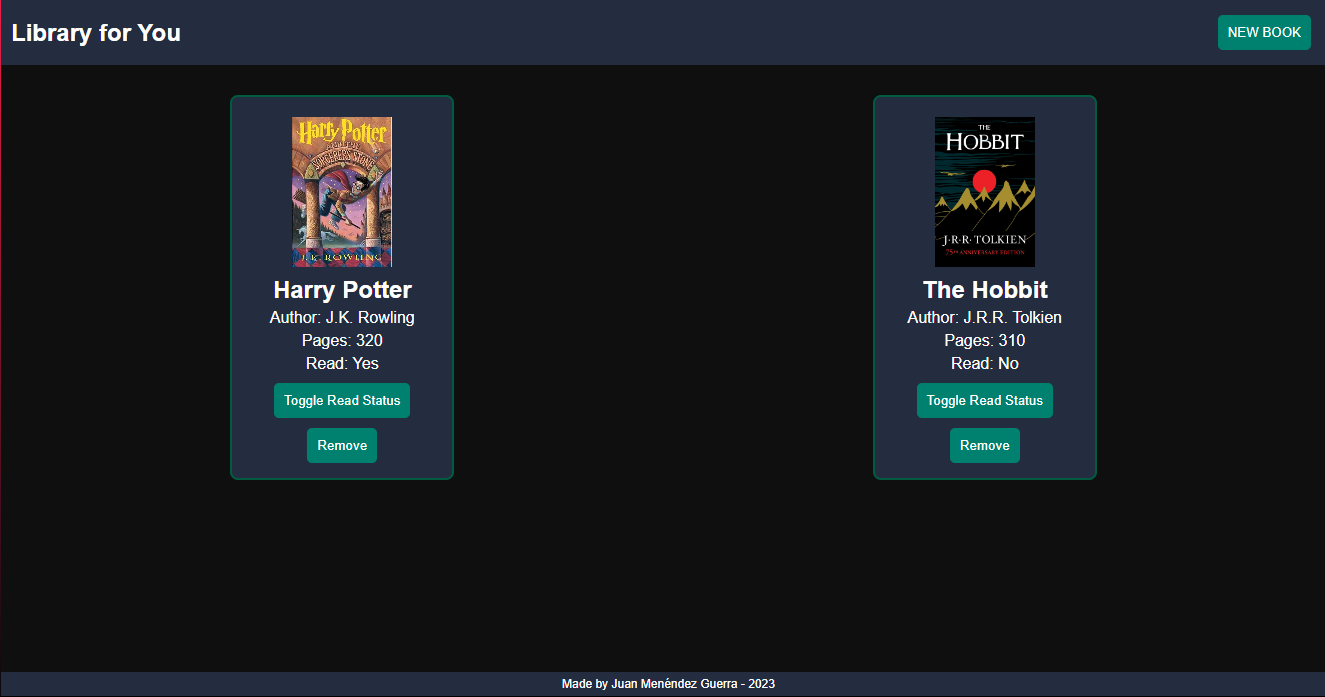 Library for You
NEW BOOK
Harry Potter
AND THE
SORCERER'S STONE
J.K. ROWLING
Harry Potter
Author: J.K. Rowling
Pages: 320
Read: Yes
Toggle Read Status
Remove
THE
HOBBIT
J·R·R·TOLKIEN
75TH ANNIVERSARY EDITION
The Hobbit
Author: J.R.R. Tolkien
Pages: 310
Read: No
Toggle Read Status
Remove
Made by Juan Menéndez Guerra - 2023